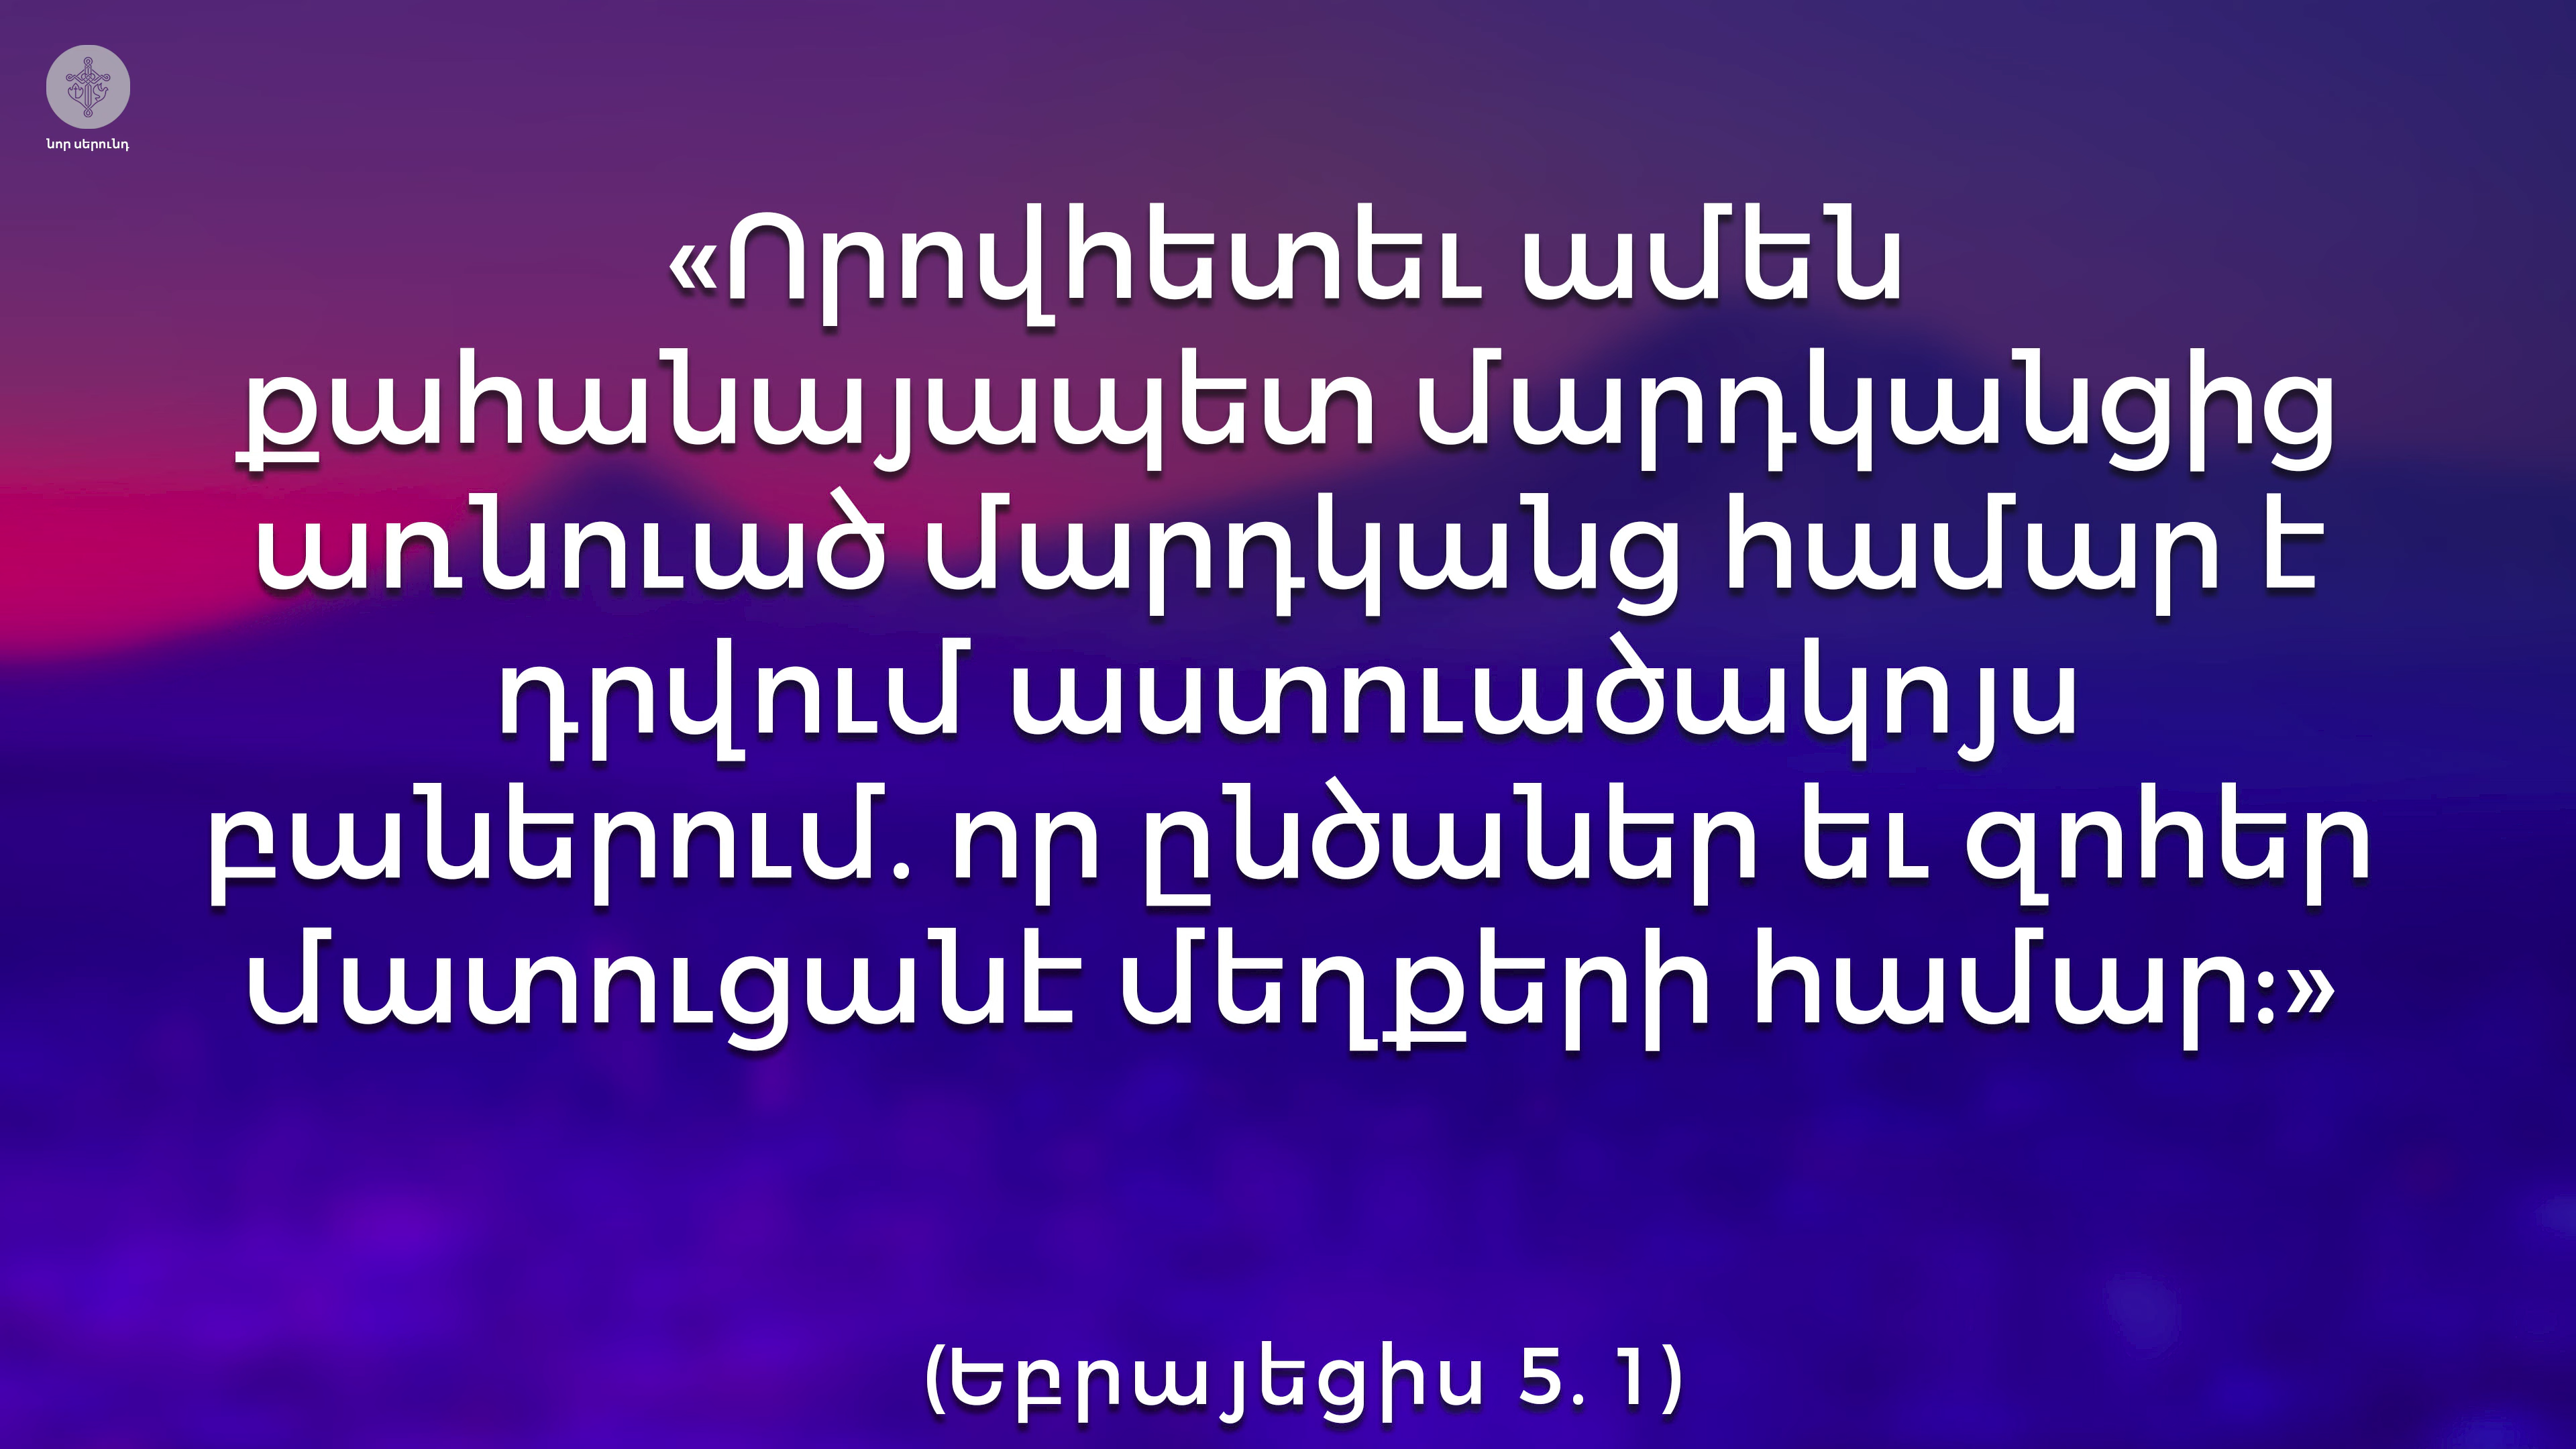 նոր սերունդ
«Որովհետեւ ամեն
քահանայապետ մարդկանցից
առնուած մարդկանց համար է
դրվում աստուածակոյս
բաներում. որ ընծաներ եւ զոհեր
մատուցանէ մեղքերի համար:»
(Եբրայեցիս 5. 1)